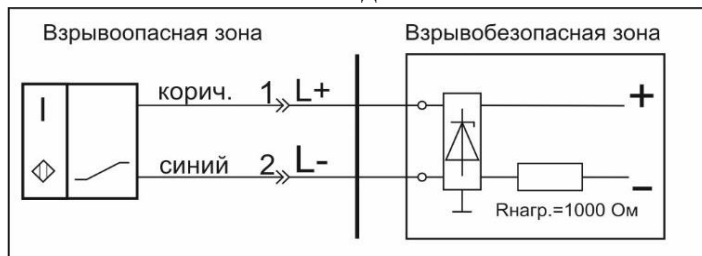 Взрывоопасная зона
Взрывобезопасная зона
I
корич. 1 L+
+
синий 2 L-
−
Rнагр.=1000 Ом